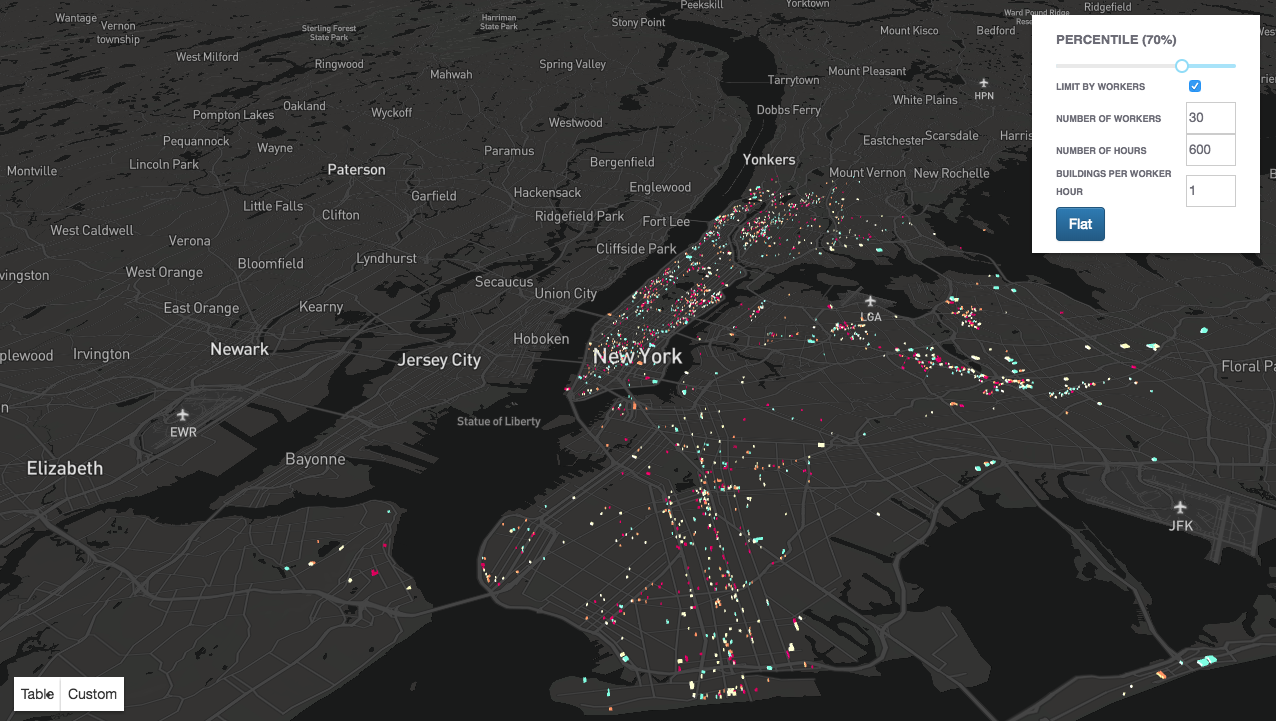 Wantage
Vernon
township
Sterling Forest
State Park
Harriman
State Park
Stony Point
Peekskill
Yorktown
Ward Pound Ridge
Ridgefield
Mount Kisco
Bedford
West Milford
Ringwood
Mahwah
Spring Valley
Tarrytown
Mount Pleasant
HPN
White Plains
Dobbs Ferry
Pompton Lakes
Oakland
Wyckoff
Westwood
Pequannock
Wayne
Paramus
Bergenfield
Eastchester
Scarsdale
Harris
Montville
Lincoln Park
Paterson
Yonkers
Mount Vernon
New Rochelle
Little Falls
Garfield
Hackensack
Englewood
Clifton
Ridgefield Park
Fort Lee
West Caldwell
Verona
Cliffside Park
vingston
West Orange
Bloomfield
Lyndhurst
Secaucus
Union City
East Orange
Kearny
LGA
Hoboken
plewood
Irvington
Newark
Jersey City
New York
Floral Pa
n
EWR
Statue of Liberty
Elizabeth
Bayonne
JFK
PERCENTILE (70%)
LIMIT BY WORKERS
NUMBER OF WORKERS 30
NUMBER OF HOURS 600
BUILDINGS PER WORKER
HOUR 1
Flat
Table Custom